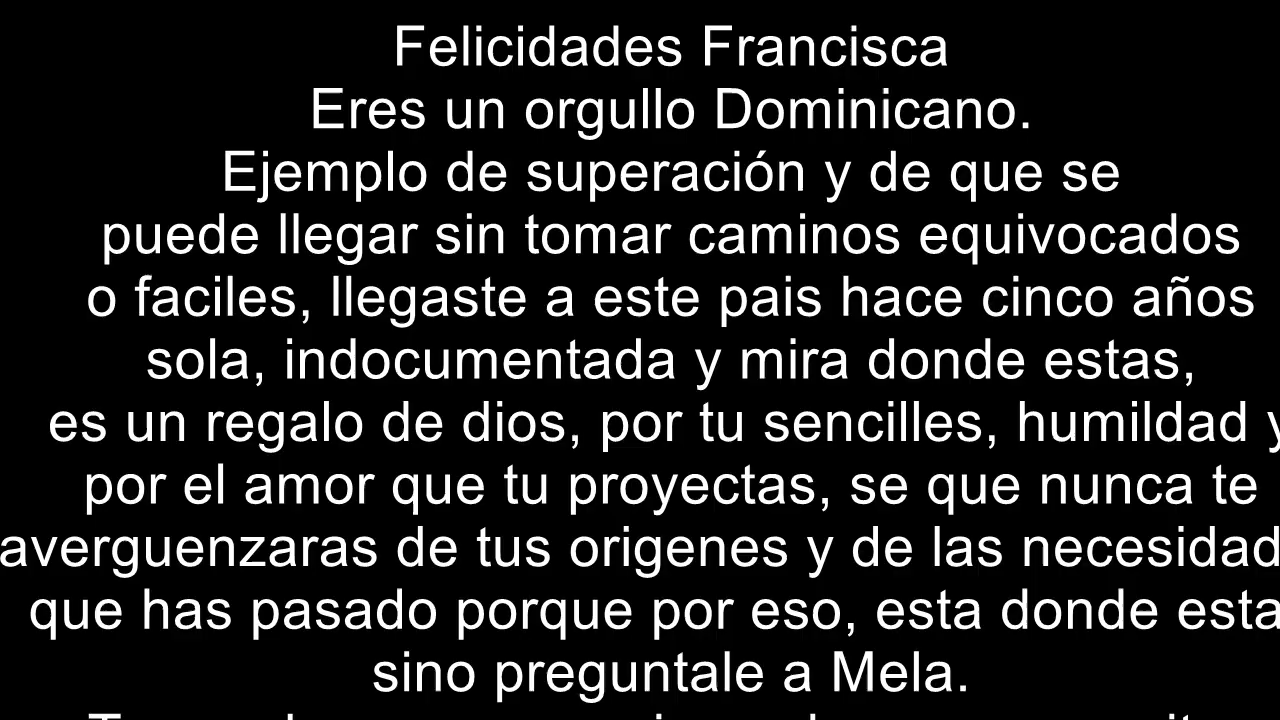 Felicidades Francisca
Eres un orgullo Dominicano.
Ejemplo de superación y de que se
puede llegar sin tomar caminos equivocados
o faciles, llegaste a este pais hace cinco años
sola, indocumentada y mira donde estas,
es un regalo de dios, por tu sencilles, humildad y
por el amor que tu proyectas, se que nunca te
averguenzaras de tus origenes y de las necesidad
que has pasado porque por eso, esta donde esta
sino preguntale a Mela.